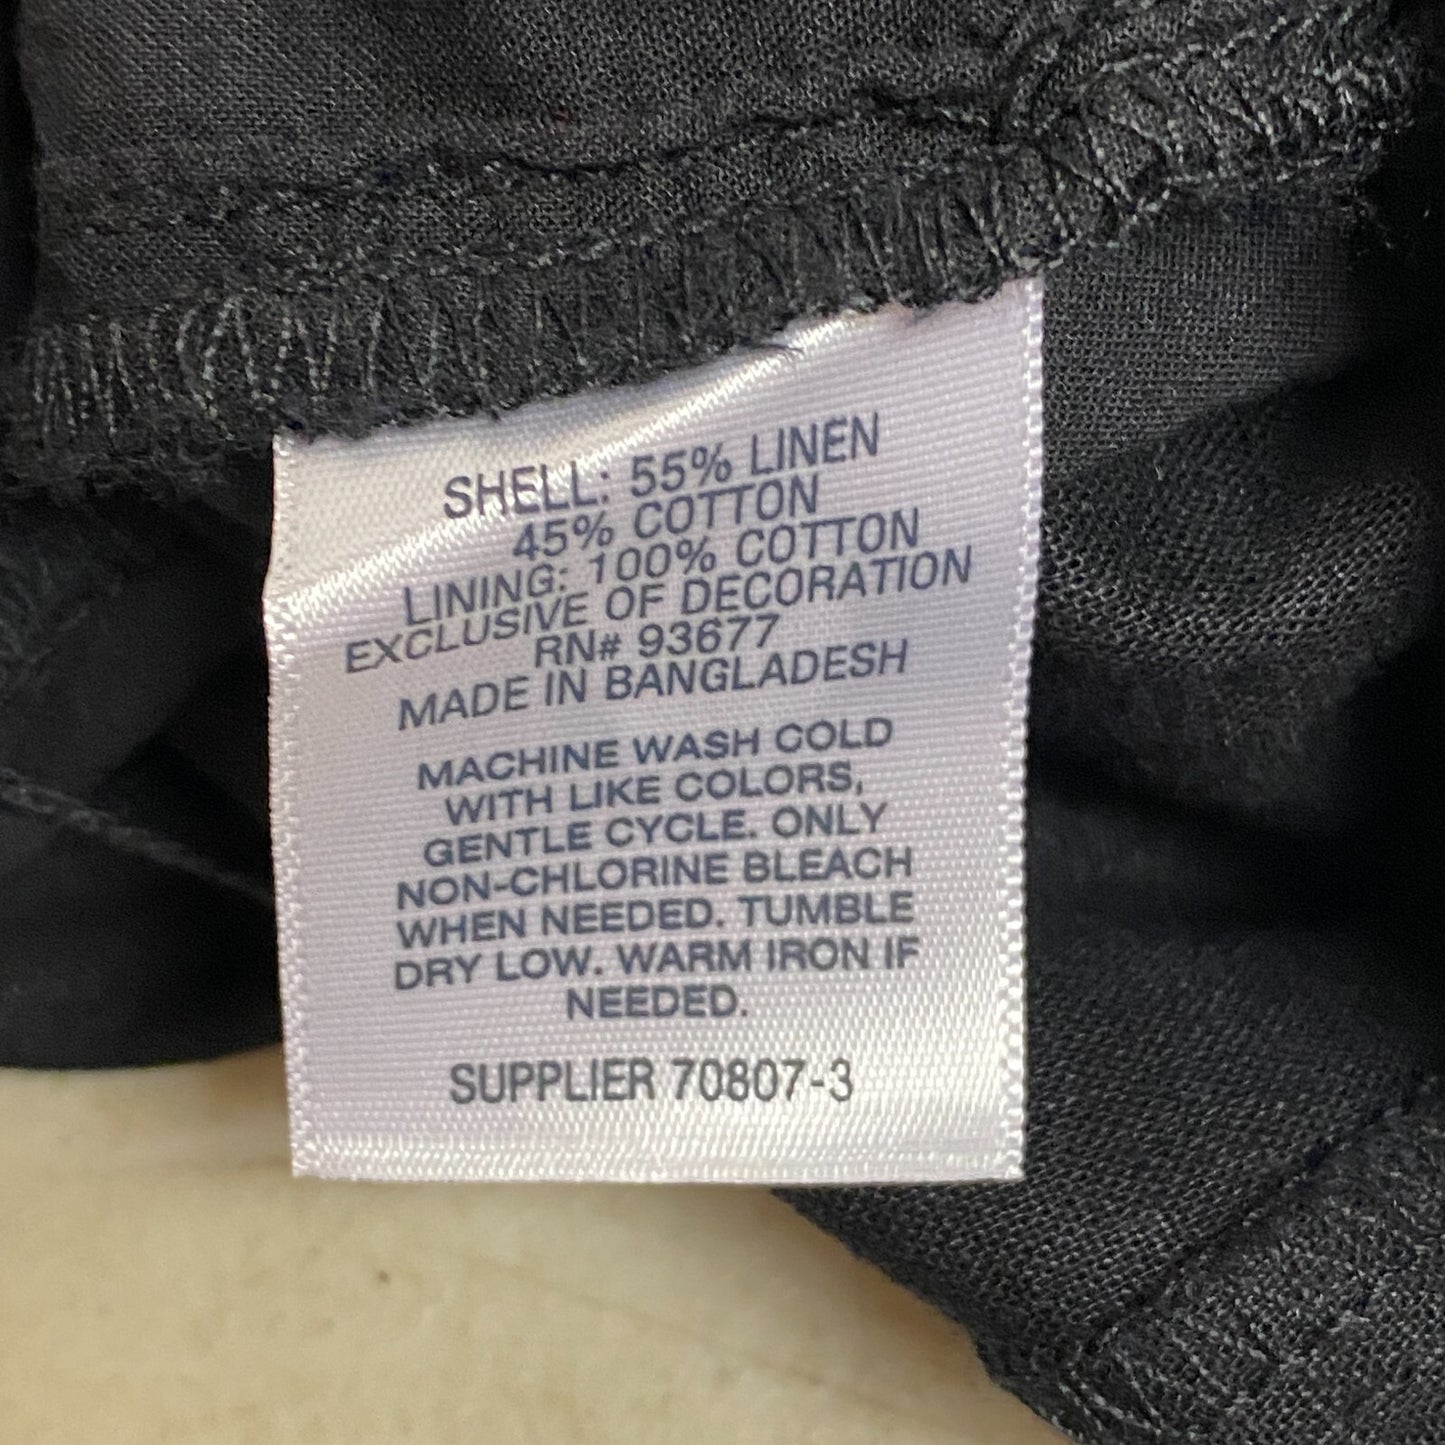 SHELL: 55% LINEN
45% COTTON
LINING: 100% COTTON
EXCLUSIVE OF DECORATION
RN# 93677
MADE IN BANGLADESH
MACHINE WASH COLD
WITH LIKE COLORS,
GENTLE CYCLE. ONLY
NON-CHLORINE BLEACH
WHEN NEEDED. TUMBLE
DRY LOW. WARM IRON IF
NEEDED.
SUPPLIER 70807-3